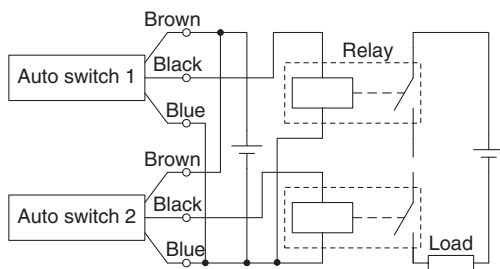 Brown
Relay
Auto switch 1
Black
Blue
Brown
Auto switch 2
Black
Blue
Load